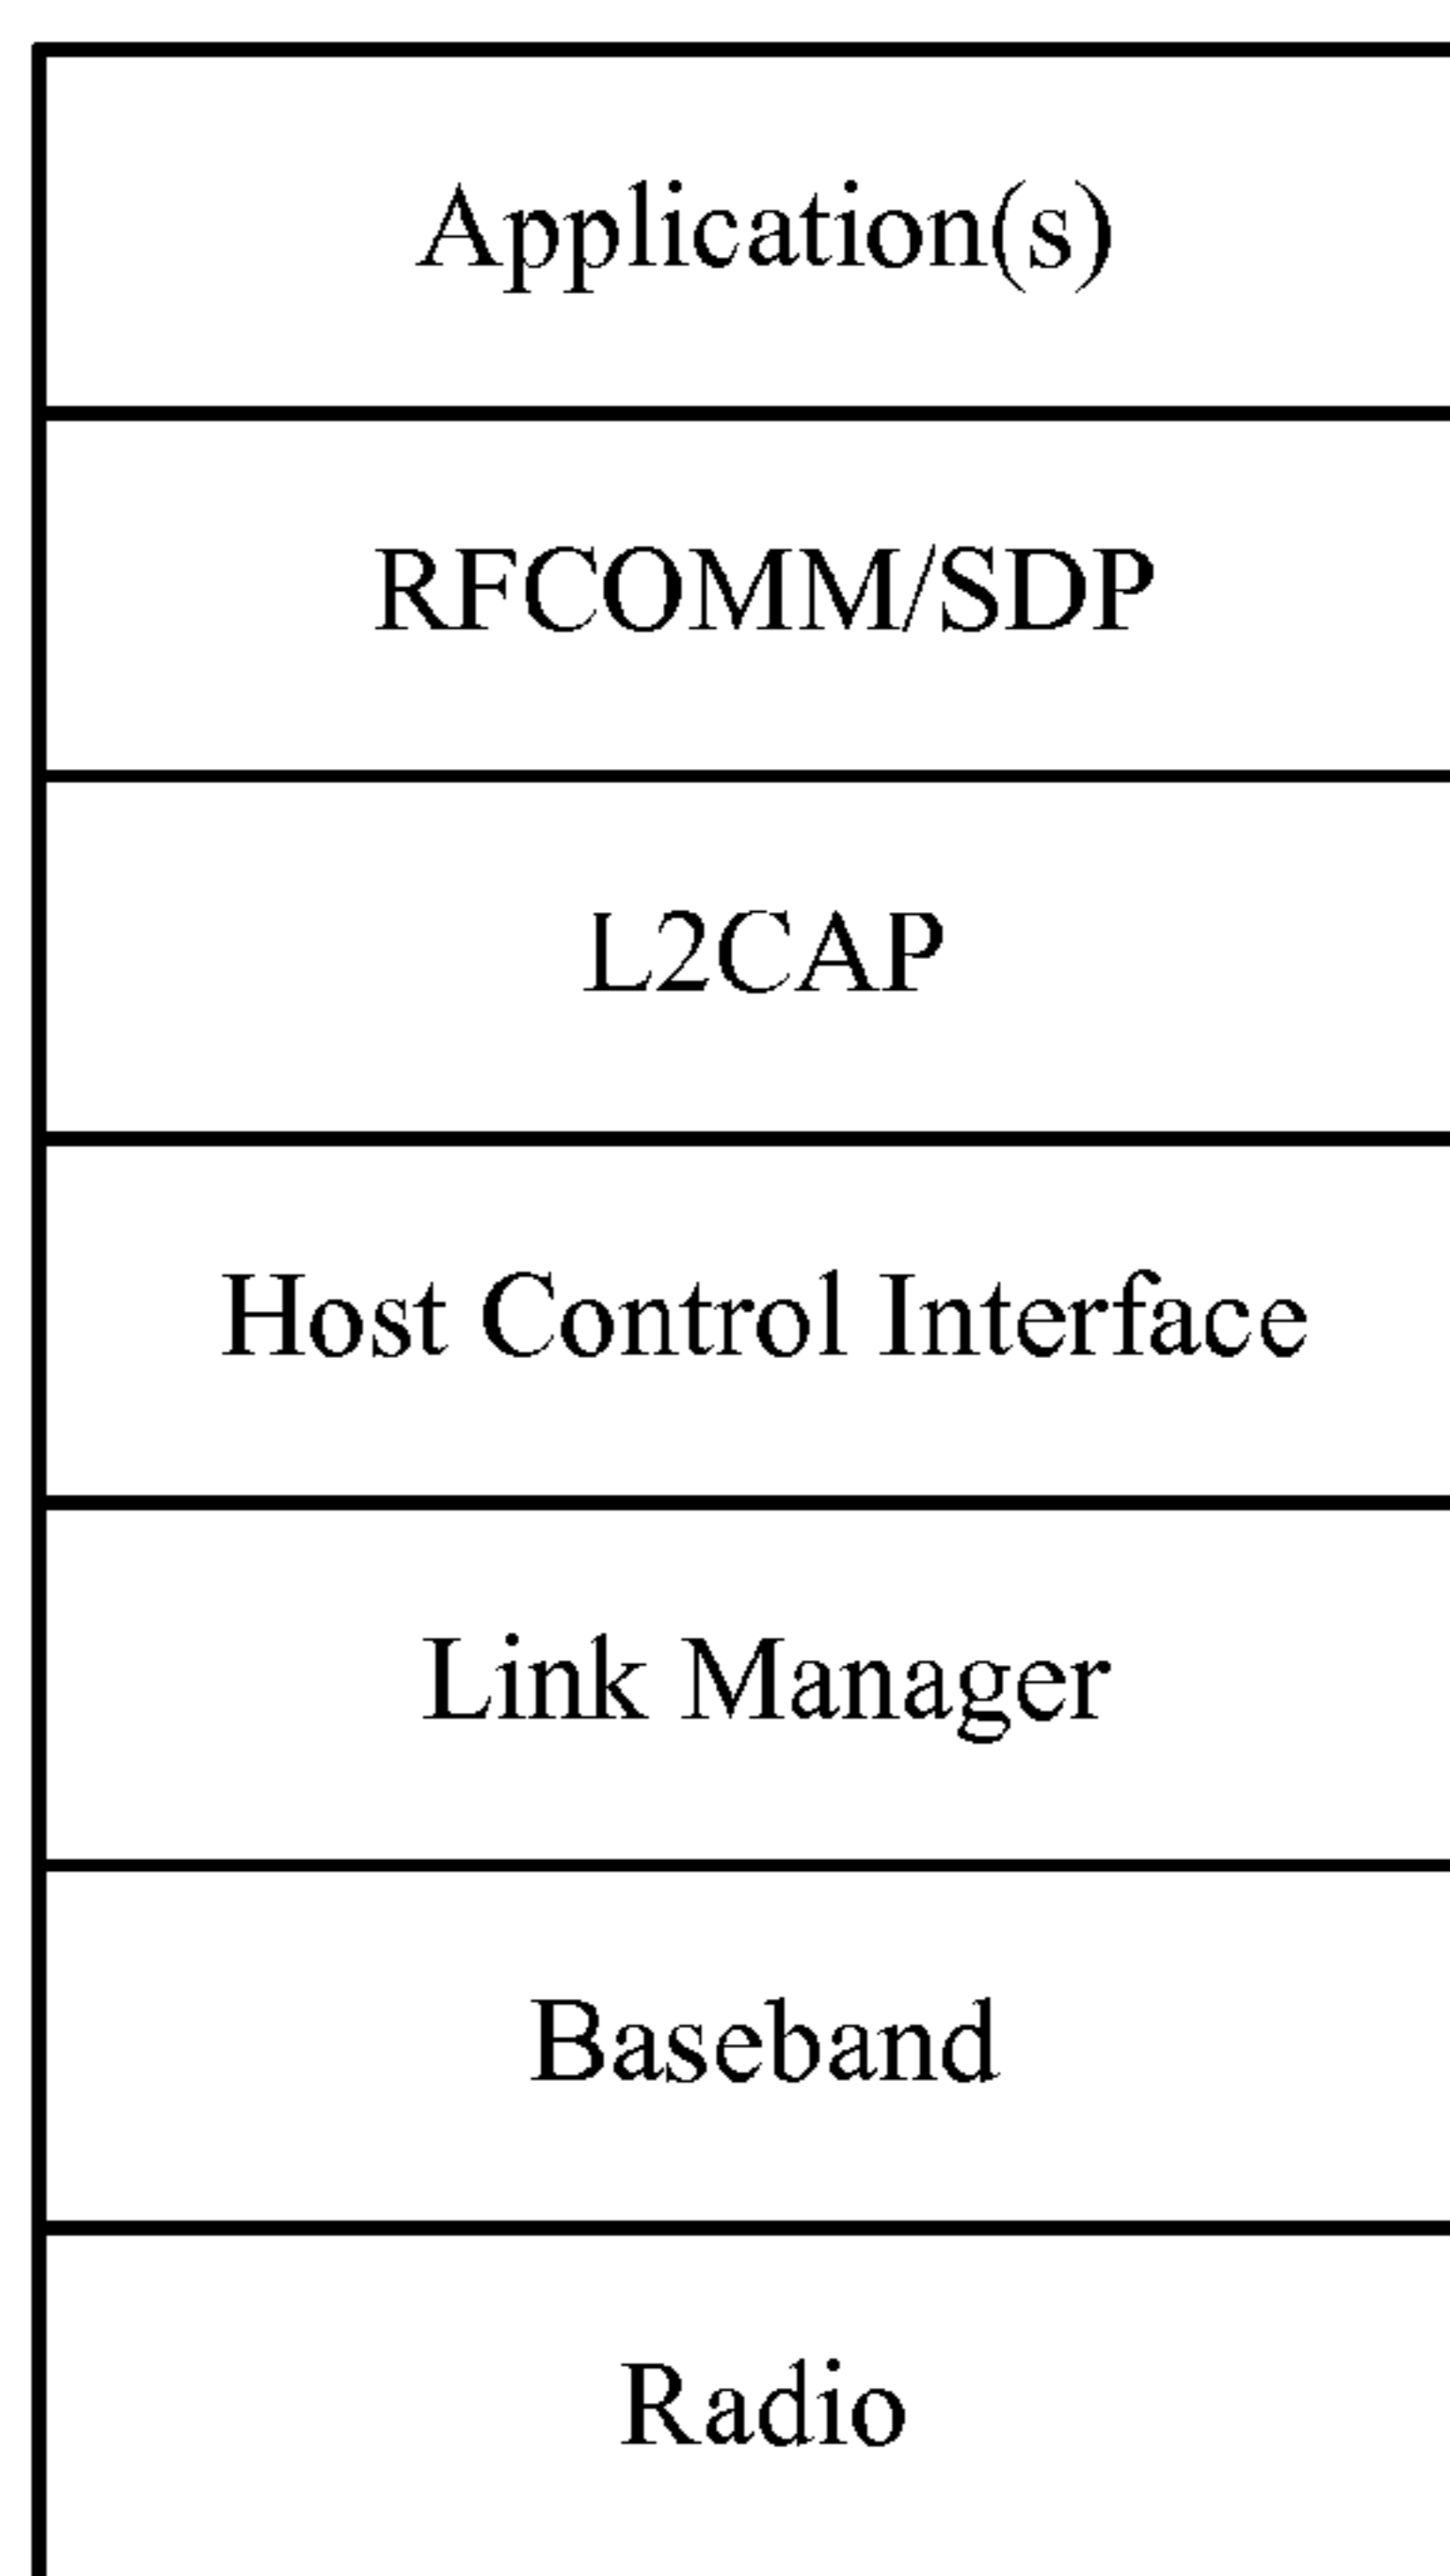 Application(s)
RFCOMM/SDP
L2CAP
Host Control Interface
Link Manager
Baseband
Radio